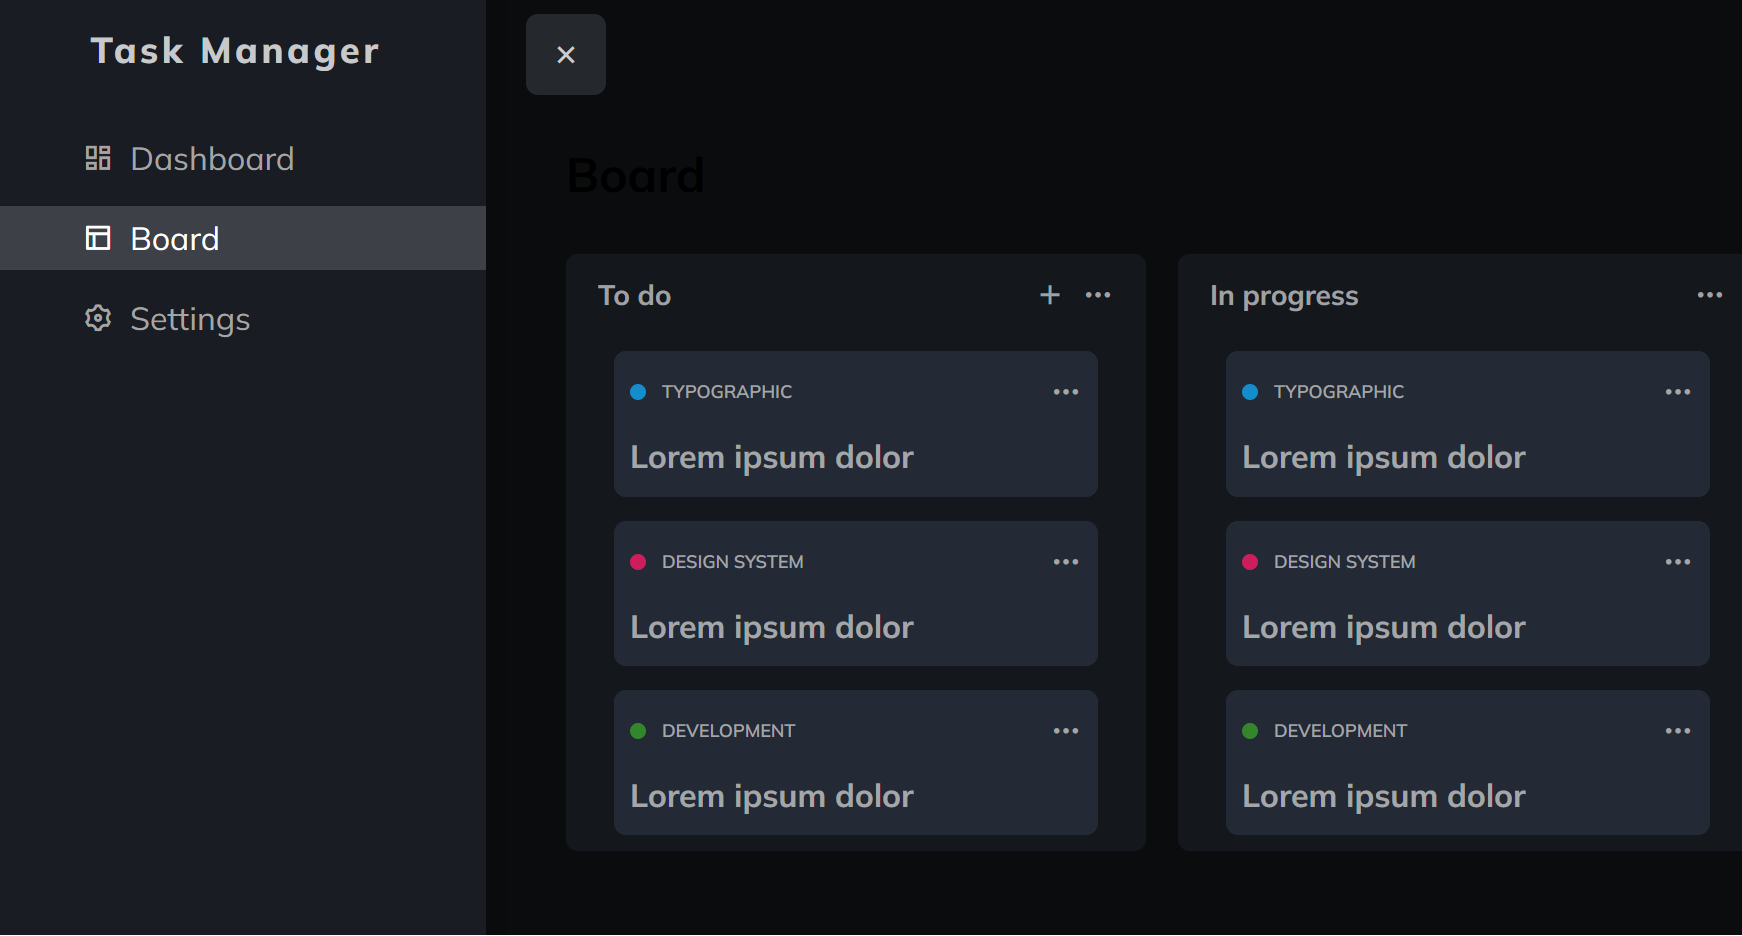 Task Manager
Dashboard
Board
Settings
Board
To do
TYPOGRAPHIC
Lorem ipsum dolor
DESIGN SYSTEM
Lorem ipsum dolor
DEVELOPMENT
Lorem ipsum dolor
In progress
TYPOGRAPHIC
Lorem ipsum dolor
DESIGN SYSTEM
Lorem ipsum dolor
DEVELOPMENT
Lorem ipsum dolor